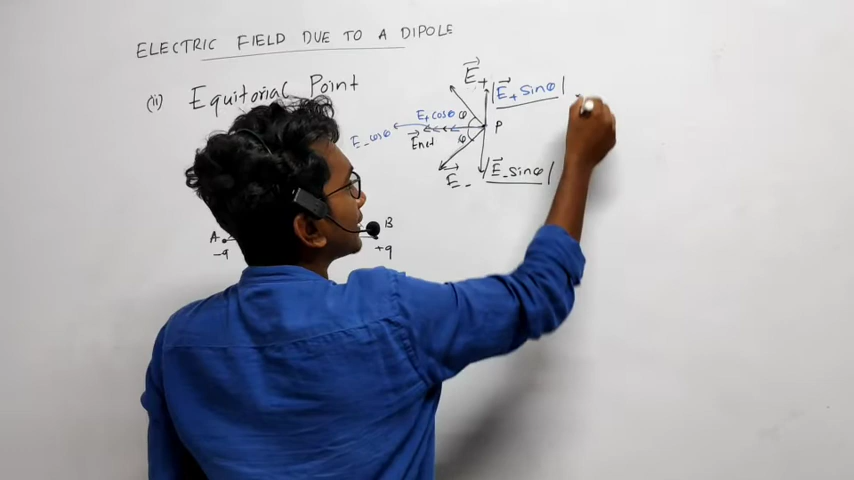 ELECTRIC FIELD DUE TO A DIPOLE
(ii) Equitorial Point
E₊
|E₊ sinθ|
E₊cosθ θ
E₋cosθ
P
Enet θ
E₋
|E₋sinθ|
A B
-q +q